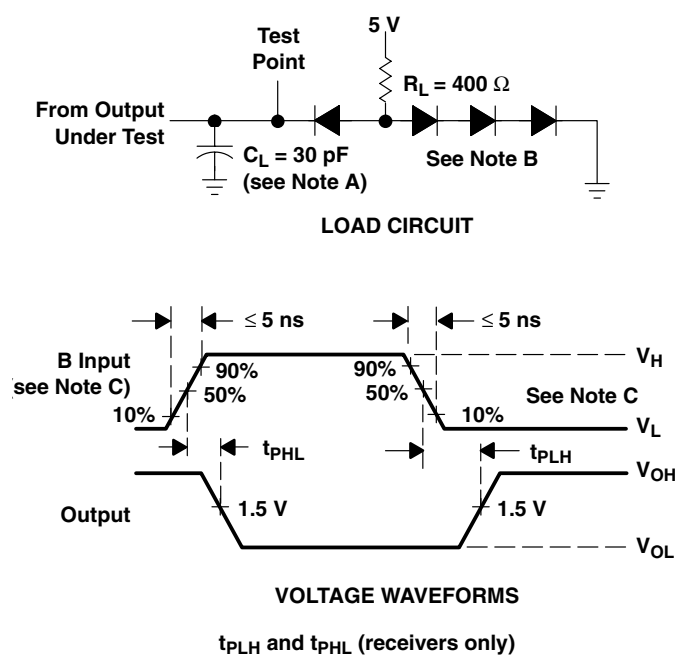 5 V
Test
Point
R_L = 400 Ω
From Output
Under Test
C_L = 30 pF
(see Note A)
See Note B
LOAD CIRCUIT
≤ 5 ns
≤ 5 ns
B Input
(see Note C)
90%
50%
10%
90%
50%
10%
See Note C
V_H
V_L
t_PHL
t_PLH
V_OH
Output
1.5 V
1.5 V
V_OL
VOLTAGE WAVEFORMS
t_PLH and t_PHL (receivers only)